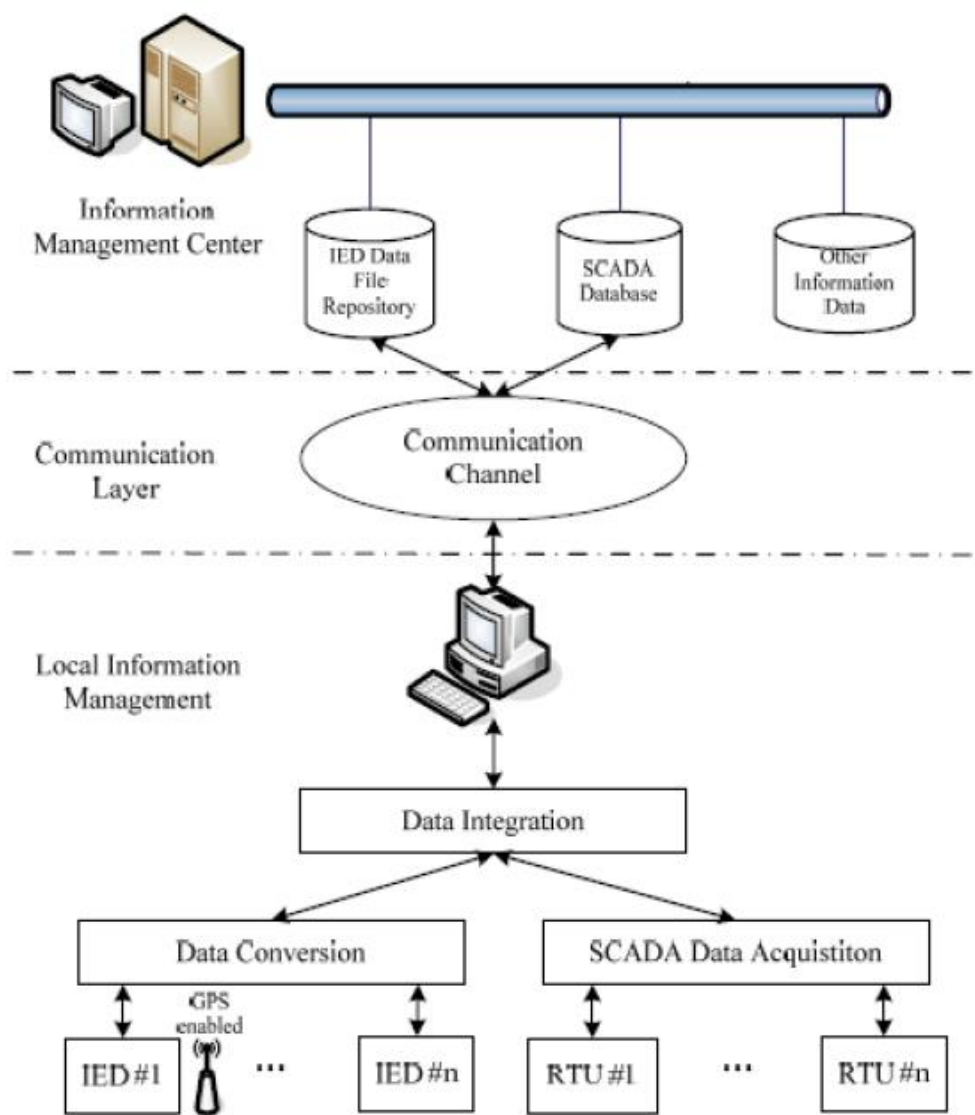 Information
Management Center
IED Data
File
Repository
SCADA
Database
Other
Information
Data
Communication
Layer
Communication
Channel
Local Information
Management
Data Integration
Data Conversion
SCADA Data Acquistiton
GPS
enabled
IED #1
...
IED #n
RTU #1
...
RTU #n